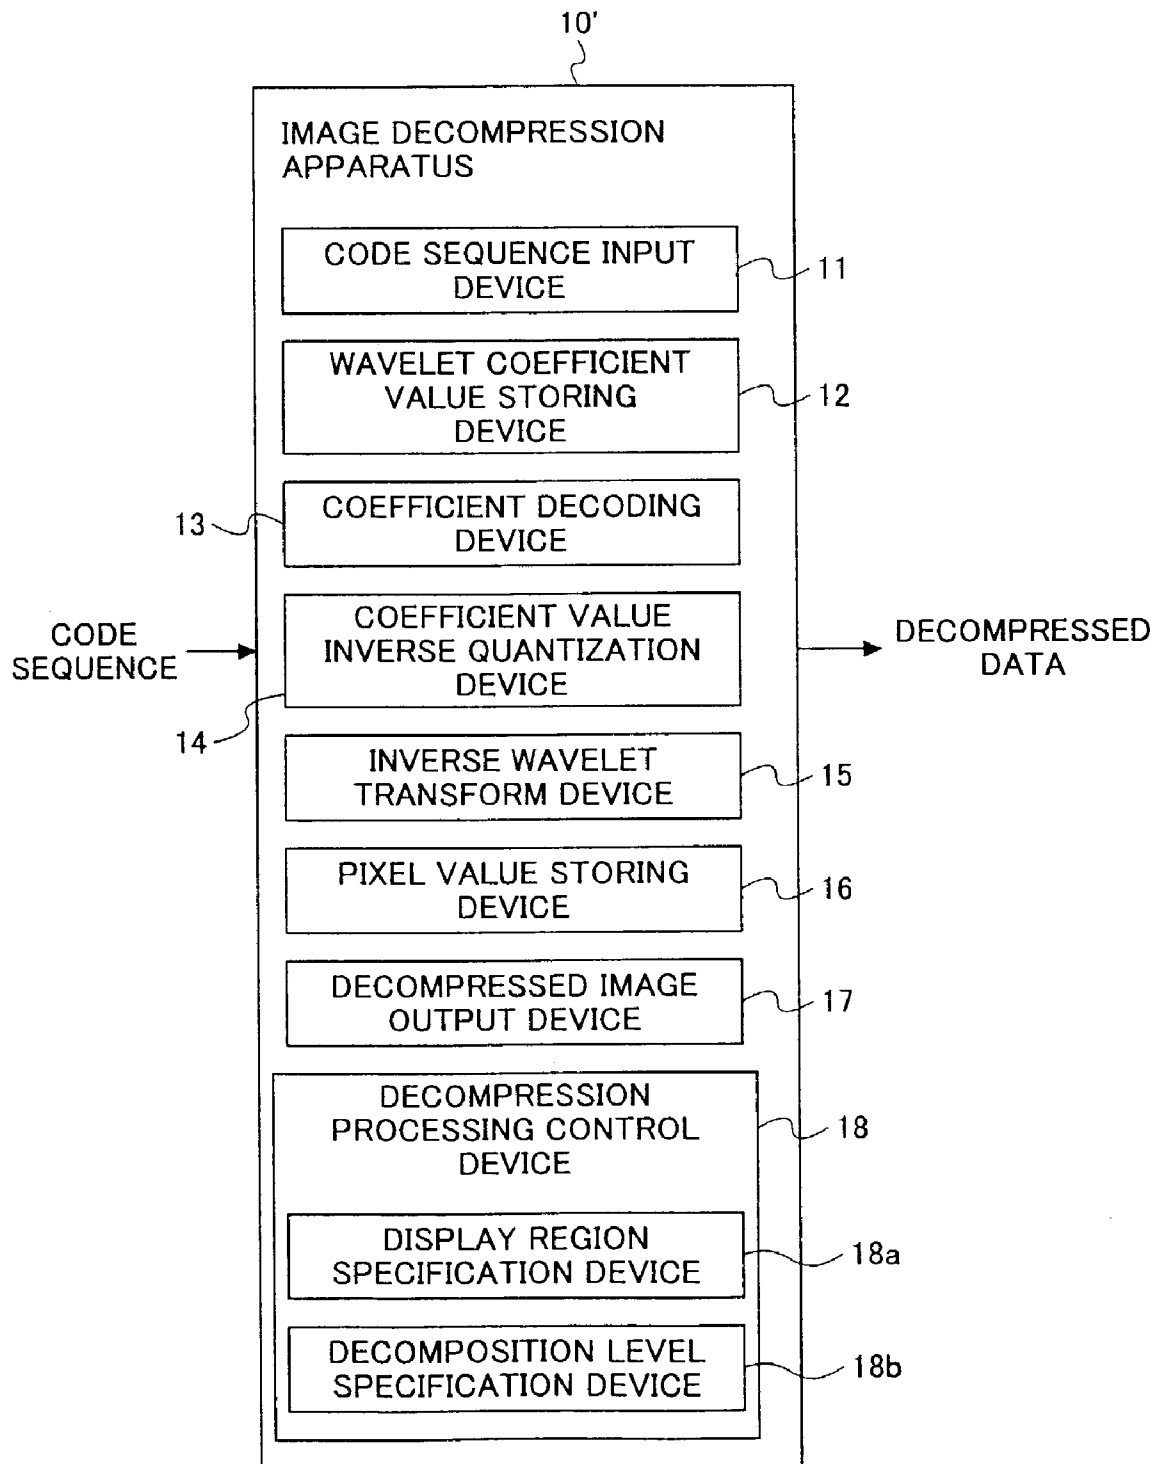 10'
IMAGE DECOMPRESSION
APPARATUS
CODE SEQUENCE INPUT
DEVICE
11
WAVELET COEFFICIENT
VALUE STORING
DEVICE
12
COEFFICIENT DECODING
DEVICE
13
CODE
SEQUENCE
COEFFICIENT VALUE
INVERSE QUANTIZATION
DEVICE
14
DECOMPRESSED
DATA
INVERSE WAVELET
TRANSFORM DEVICE
15
PIXEL VALUE STORING
DEVICE
16
DECOMPRESSED IMAGE
OUTPUT DEVICE
17
DECOMPRESSION
PROCESSING CONTROL
DEVICE
18
DISPLAY REGION
SPECIFICATION DEVICE
18a
DECOMPOSITION LEVEL
SPECIFICATION DEVICE
18b